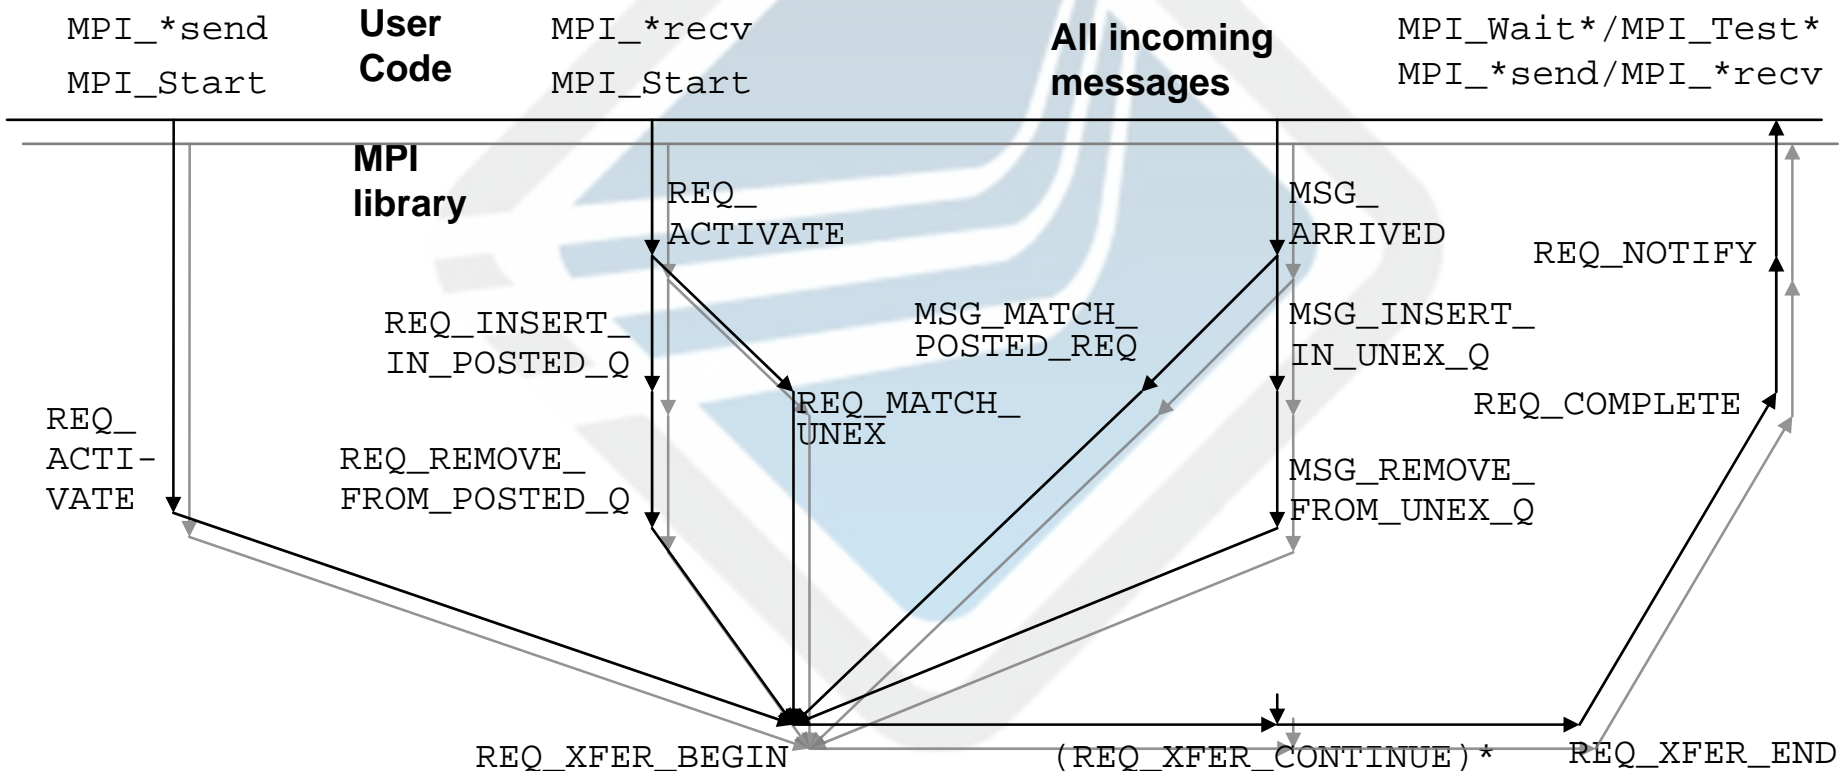 MPI_*send
MPI_Start
User
Code
MPI_*recv
MPI_Start
All incoming
messages
MPI_Wait*/MPI_Test*
MPI_*send/MPI_*recv
MPI
library
REQ_
ACTIVATE
MSG_
ARRIVED
REQ_NOTIFY
REQ_INSERT_
IN_POSTED_Q
MSG_MATCH_
POSTED_REQ
MSG_INSERT_
IN_UNEX_Q
REQ_
ACTI-
VATE
REQ_MATCH_
UNEX
REQ_COMPLETE
REQ_REMOVE_
FROM_POSTED_Q
MSG_REMOVE_
FROM_UNEX_Q
REQ_XFER_BEGIN
(REQ_XFER_CONTINUE)*
REQ_XFER_END